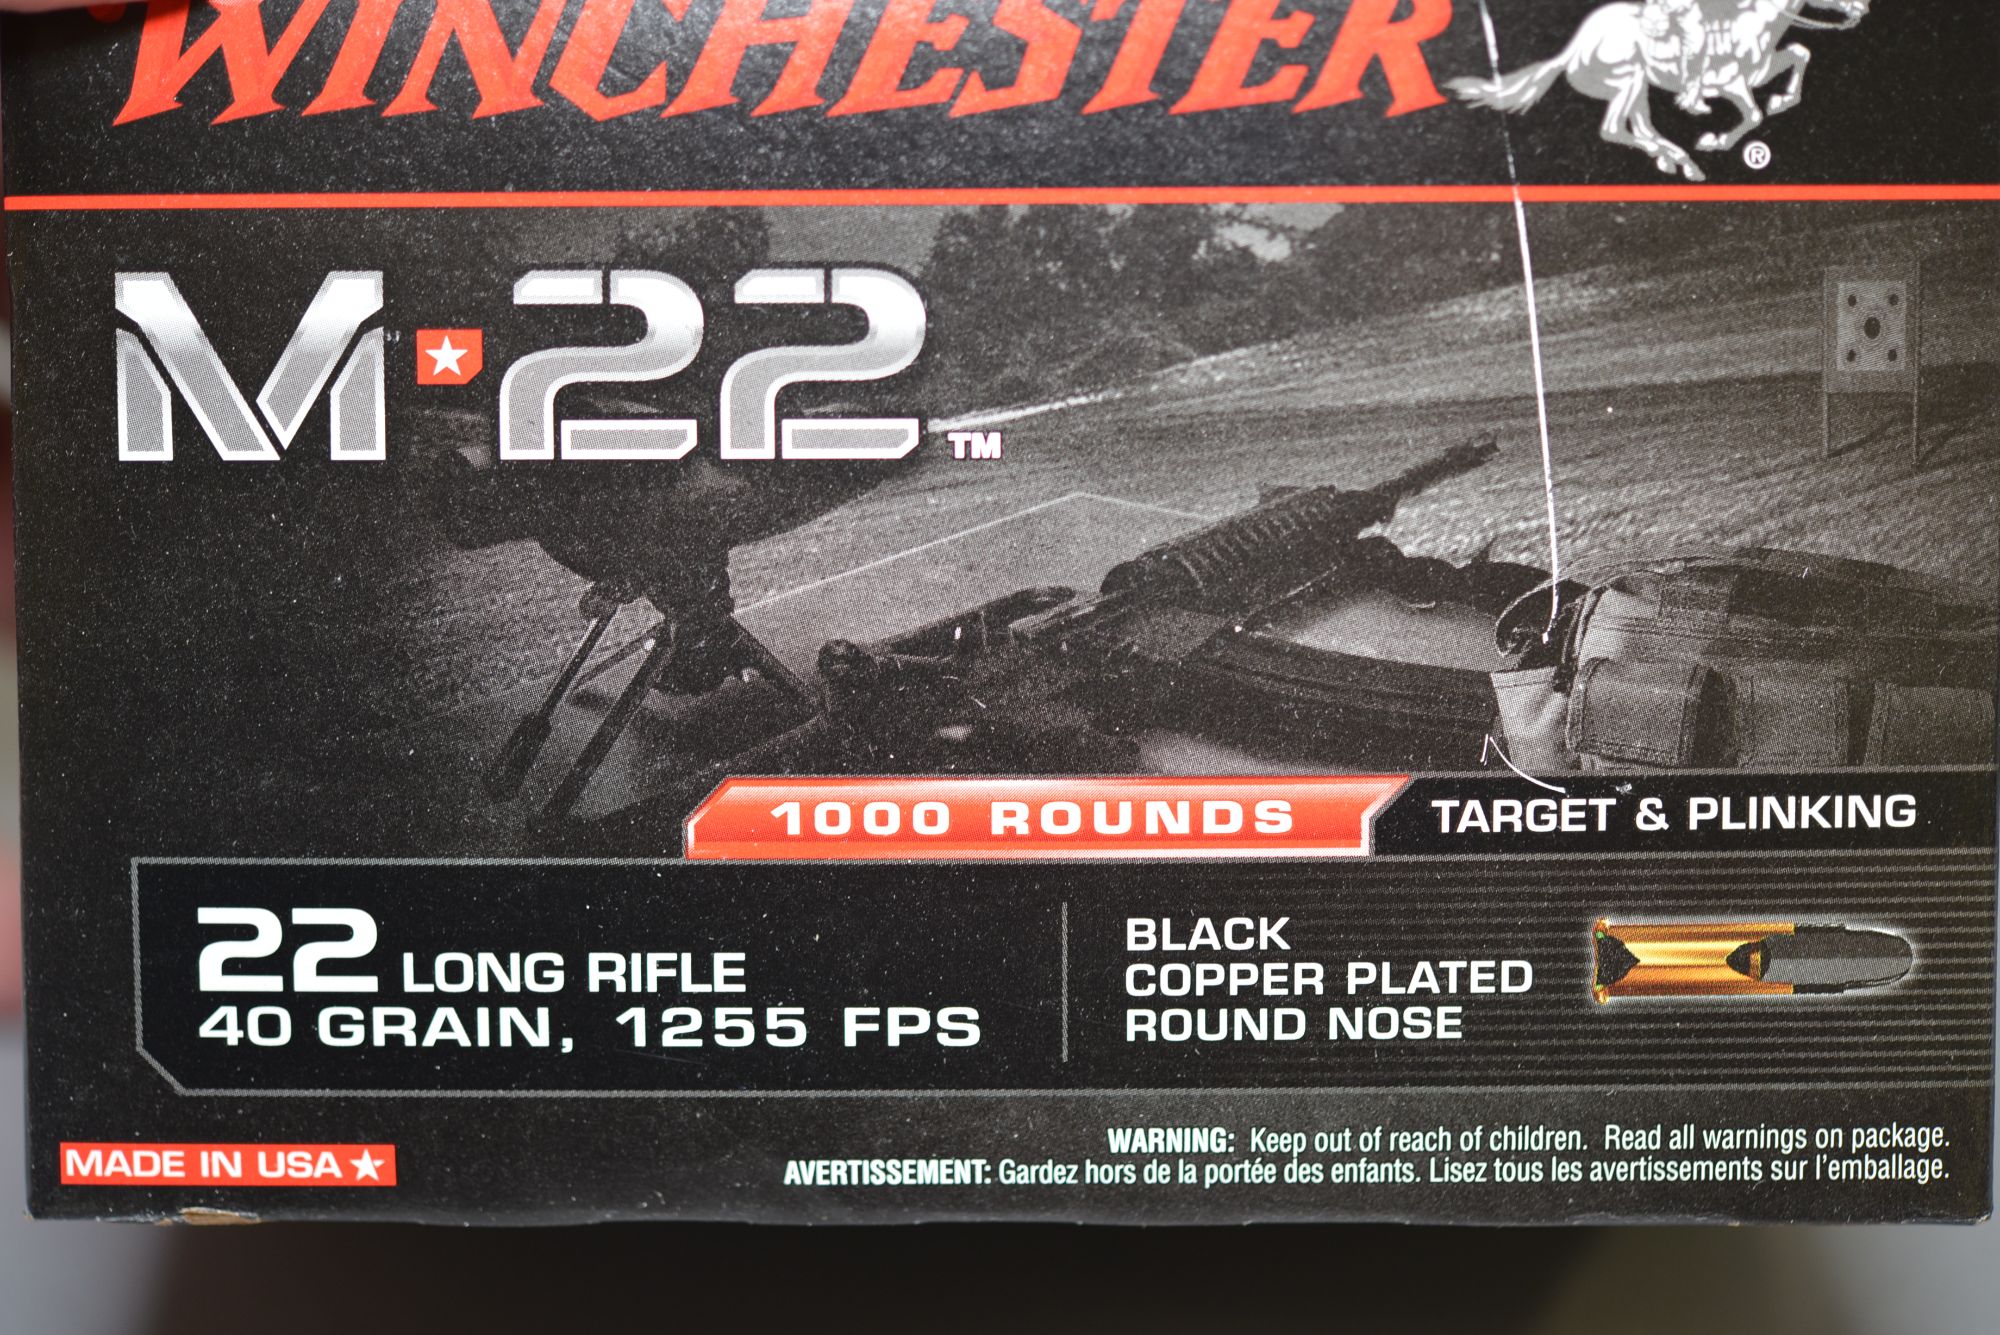 WINCHESTER
®
M★22™
1000 ROUNDS
TARGET & PLINKING
22 LONG RIFLE
40 GRAIN, 1255 FPS
BLACK
COPPER PLATED
ROUND NOSE
MADE IN USA ★
WARNING: Keep out of reach of children. Read all warnings on package.
AVERTISSEMENT: Gardez hors de la portée des enfants. Lisez tous les avertissements sur l'emballage.